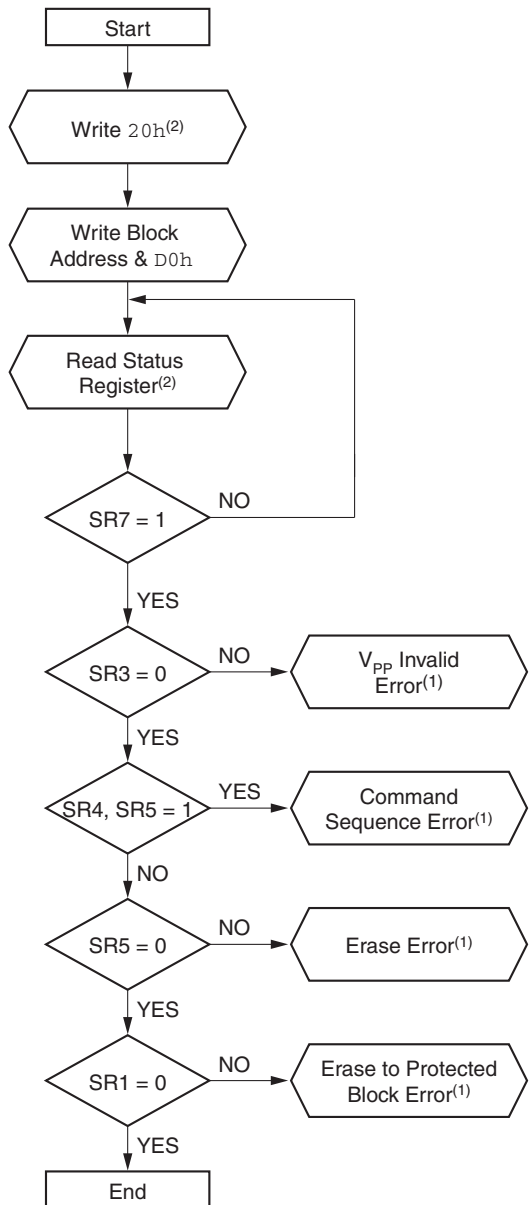 Start
Write 20h(2)
Write Block
Address & D0h
Read Status
Register(2)
SR7 = 1
NO
YES
SR3 = 0
NO
VPP Invalid
Error(1)
YES
SR4, SR5 = 1
YES
Command
Sequence Error(1)
NO
SR5 = 0
NO
Erase Error(1)
YES
SR1 = 0
NO
Erase to Protected
Block Error(1)
YES
End